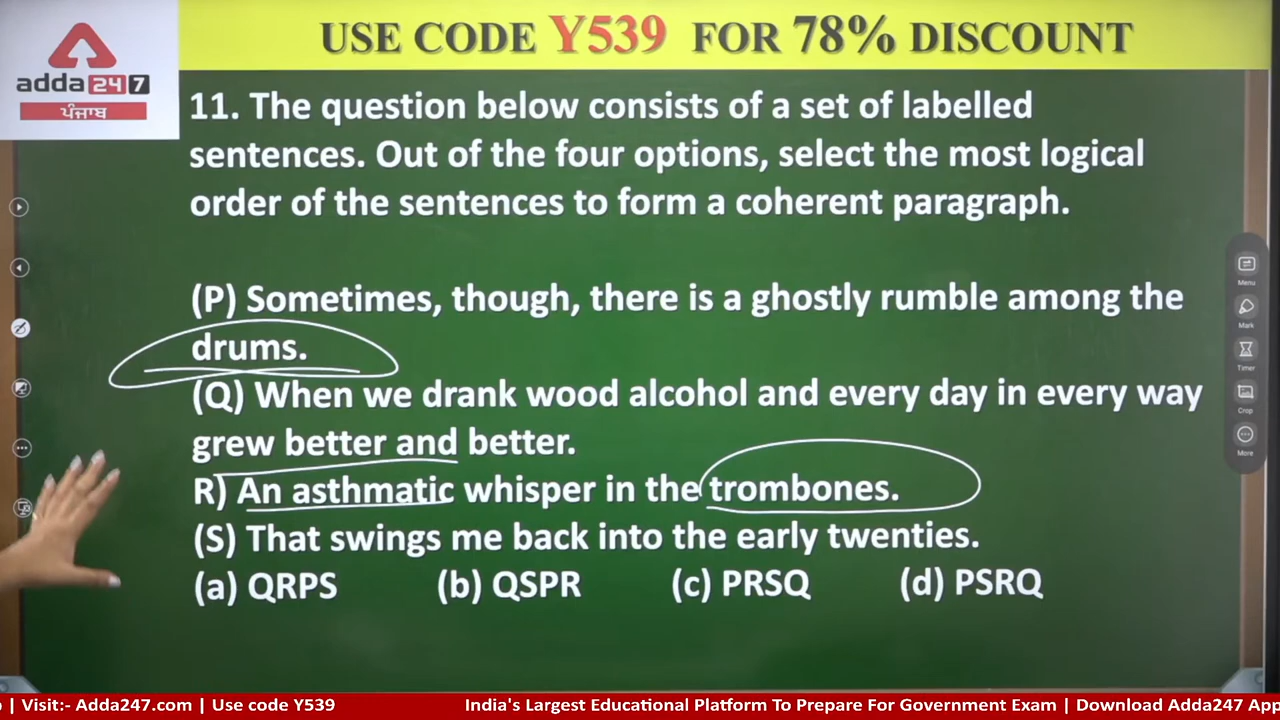 USE CODE Y539 FOR 78% DISCOUNT
adda247
ਪੰਜਾਬ
11. The question below consists of a set of labelled
sentences. Out of the four options, select the most logical
order of the sentences to form a coherent paragraph.
(P) Sometimes, though, there is a ghostly rumble among the
drums.
(Q) When we drank wood alcohol and every day in every way
grew better and better.
R) An asthmatic whisper in the trombones.
(S) That swings me back into the early twenties.
(a) QRPS (b) QSPR (c) PRSQ (d) PSRQ
Menu
Mark
Timer
Crop
More
| Visit:- Adda247.com | Use code Y539 India's Largest Educational Platform To Prepare For Government Exam | Download Adda247 App